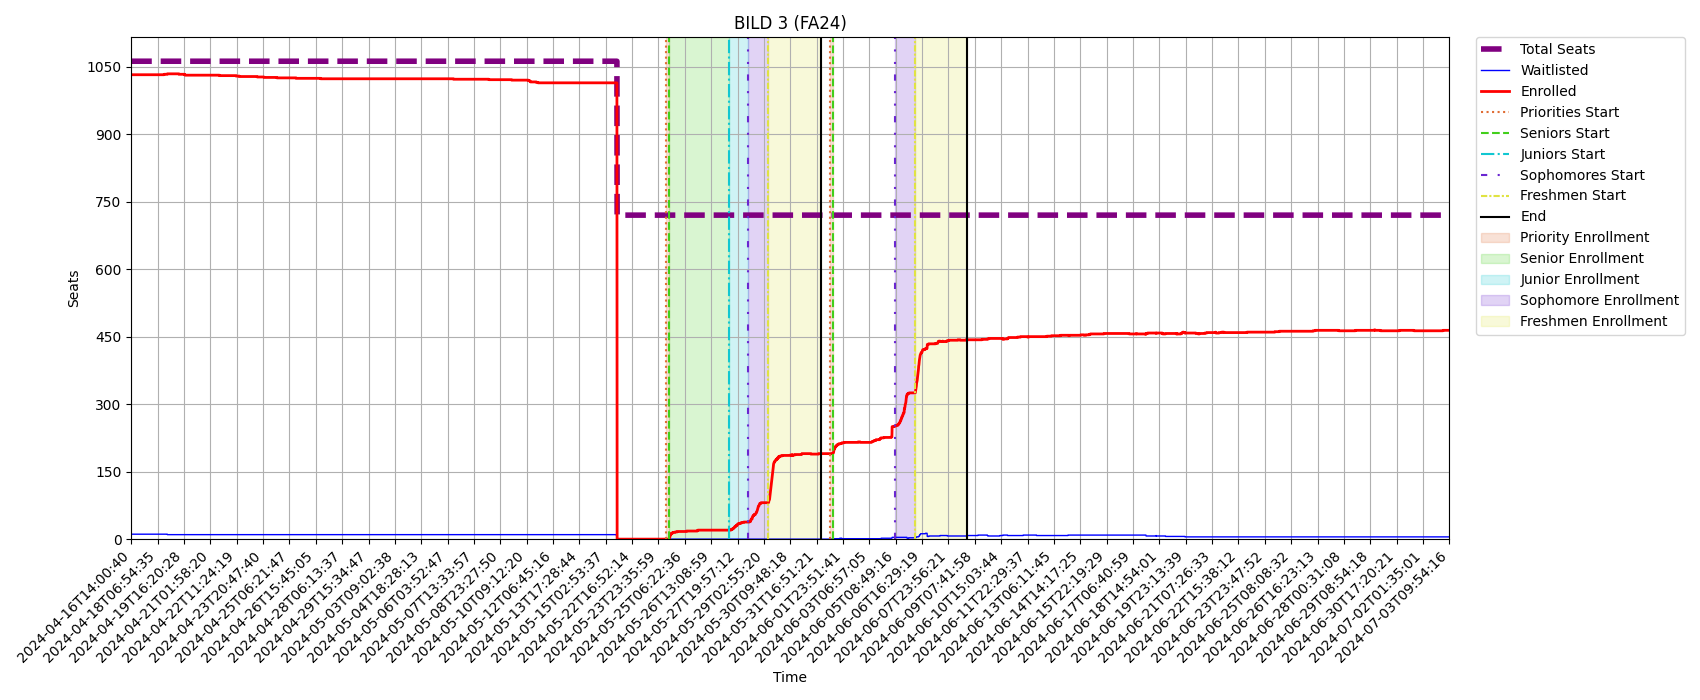 BILD 3 (FA24)
Seats
1050
900
750
600
450
300
150
0
2024-04-16T14:00:40
2024-04-18T06:54:35
2024-04-19T16:20:28
2024-04-21T01:58:20
2024-04-22T11:24:19
2024-04-23T20:47:40
2024-04-25T06:21:47
2024-04-26T15:45:05
2024-04-28T06:13:37
2024-04-29T15:34:47
2024-05-03T09:02:38
2024-05-04T18:28:13
2024-05-06T03:52:47
2024-05-07T13:33:57
2024-05-08T23:27:50
2024-05-10T09:12:20
2024-05-12T06:45:16
2024-05-13T17:28:44
2024-05-15T02:53:37
2024-05-22T16:52:14
2024-05-23T23:35:59
2024-05-25T06:22:36
2024-05-26T13:08:59
2024-05-27T19:57:12
2024-05-29T02:55:20
2024-05-30T09:48:18
2024-05-31T16:51:21
2024-06-01T23:51:41
2024-06-03T06:57:05
2024-06-05T08:49:16
2024-06-06T16:29:19
2024-06-07T23:56:21
2024-06-09T07:41:58
2024-06-10T15:03:44
2024-06-11T22:29:37
2024-06-13T06:11:45
2024-06-14T14:17:25
2024-06-15T22:19:29
2024-06-17T06:40:59
2024-06-18T14:54:01
2024-06-19T23:13:39
2024-06-21T07:26:33
2024-06-22T15:38:12
2024-06-23T23:47:52
2024-06-25T08:08:32
2024-06-26T16:23:13
2024-06-28T00:31:08
2024-06-29T08:54:18
2024-06-30T17:20:21
2024-07-02T01:35:01
2024-07-03T09:54:16
Time
Total Seats
Waitlisted
Enrolled
Priorities Start
Seniors Start
Juniors Start
Sophomores Start
Freshmen Start
End
Priority Enrollment
Senior Enrollment
Junior Enrollment
Sophomore Enrollment
Freshmen Enrollment